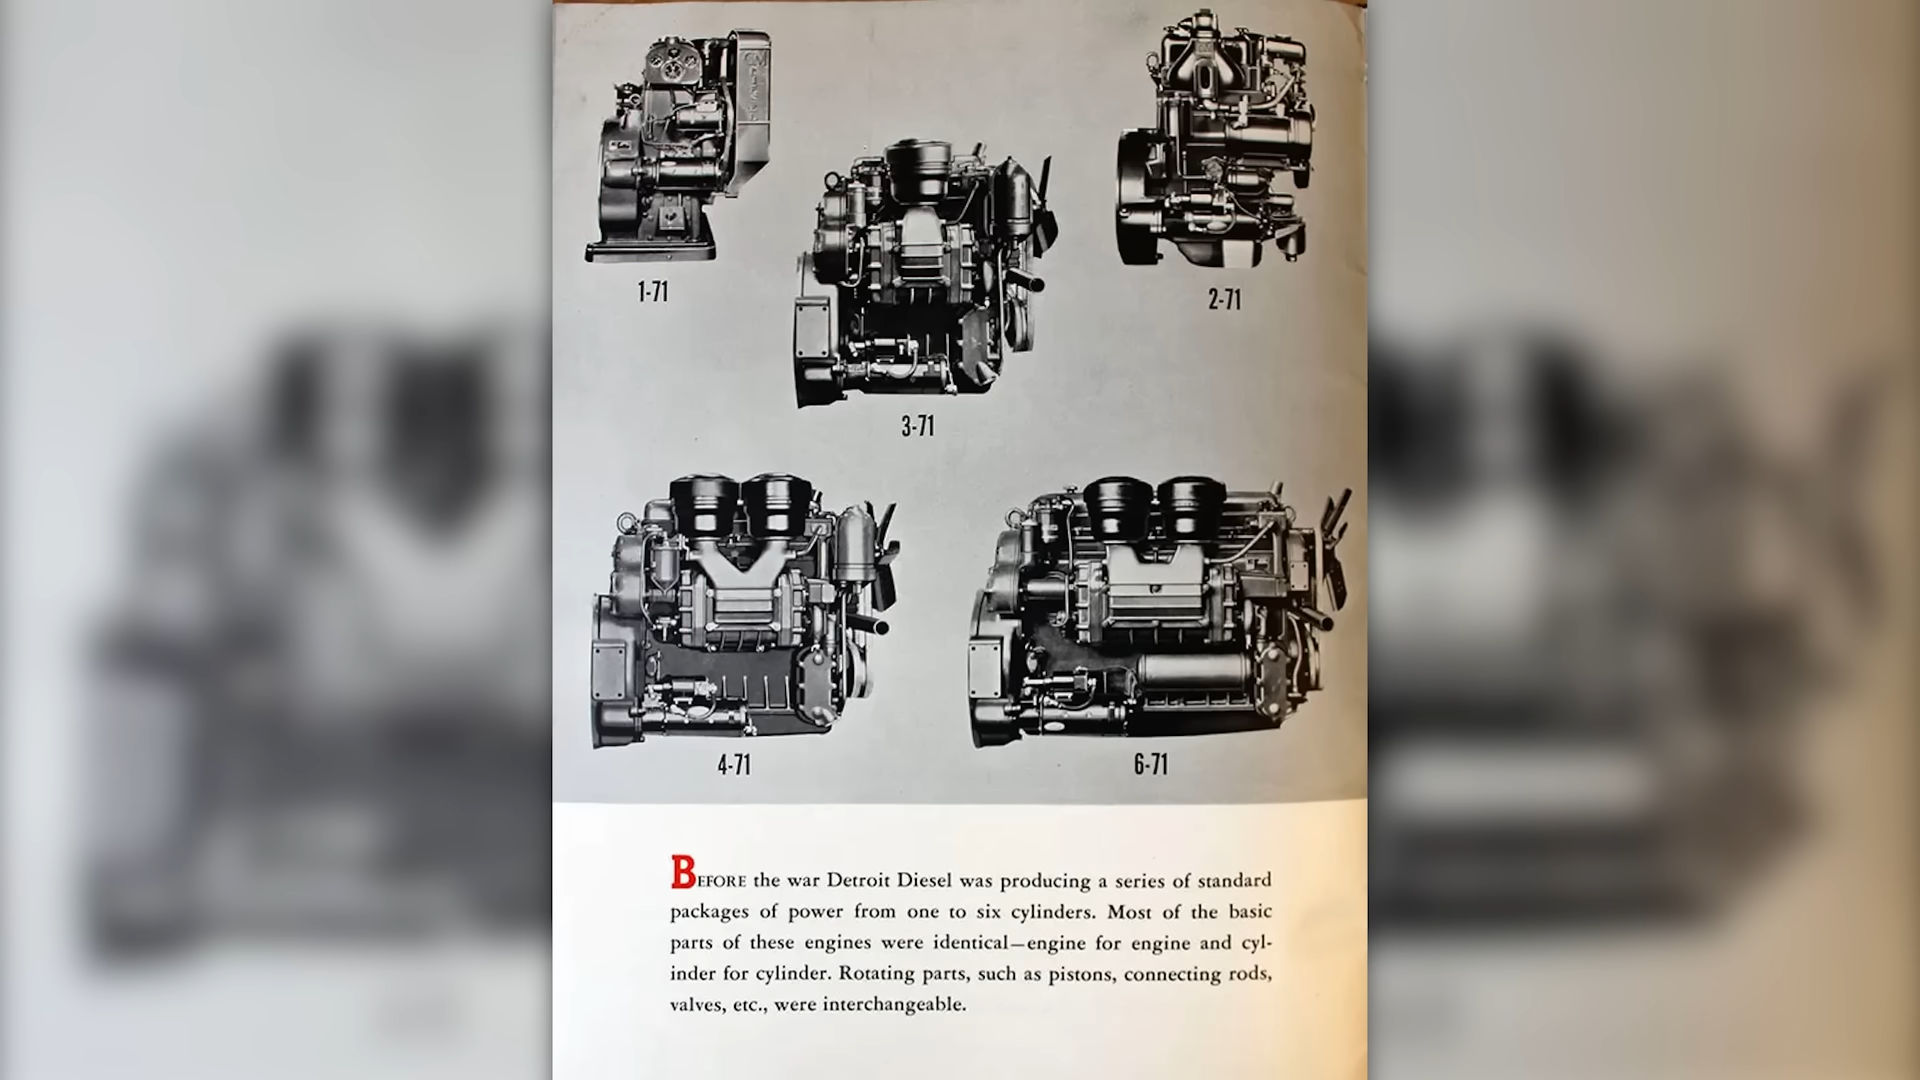 GM
DIESEL
1-71
2-71
3-71
4-71
6-71
BEFORE the war Detroit Diesel was producing a series of standard
packages of power from one to six cylinders. Most of the basic
parts of these engines were identical—engine for engine and cyl-
inder for cylinder. Rotating parts, such as pistons, connecting rods,
valves, etc., were interchangeable.